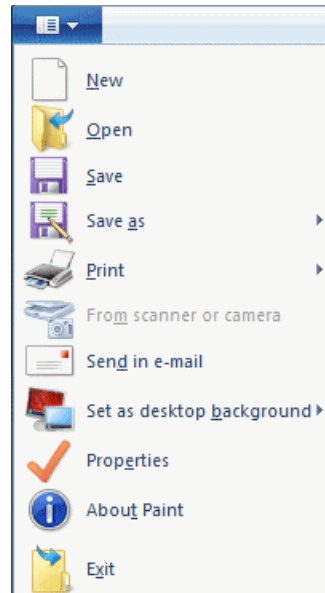 New
Open
Save
Save as
Print
From scanner or camera
Send in e-mail
Set as desktop background
Properties
About Paint
Exit